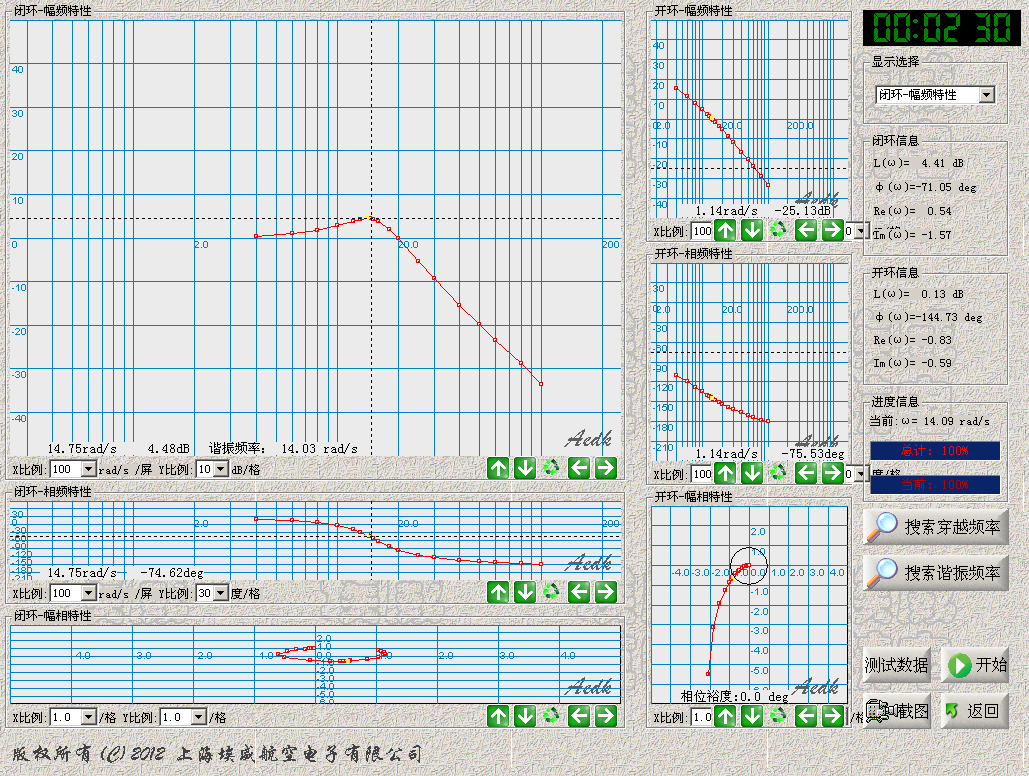 闭环-幅频特性
40
30
20
10
0
2.0
20.0
200
-10
-20
-30
-40
14.75rad/s 4.48dB 谐振频率: 14.03 rad/s
Aedk
X比例: 100 rad/s /屏 Y比例: 10 dB/格
闭环-相频特性
30
0
2.0
20.0
200
-30
-60
-90
-120
-150
-180
-210
14.75rad/s -74.62deg
Aedk
X比例: 100 rad/s /屏 Y比例: 30 度/格
闭环-幅相特性
2.0
1.0
4.0 3.0 2.0 1.0 0.0 1.0 2.0 3.0 4.0
-1.0
-2.0
-3.0
-4.0
-5.0
Aedk
X比例: 1.0 /格 Y比例: 1.0 /格
开环-幅频特性
40
30
20
10
0
2.0
20.0
200.0
-10
-20
-30
-40
1.14rad/s -25.13dB
Aedk
X比例: 100
0
开环-相频特性
30
0
2.0
20.0
200.0
-30
-60
-90
-120
-150
-180
-210
1.14rad/s -75.53deg
Aedk
X比例: 100
0 度/格
开环-幅相特性
2.0
1.0
-4.0 -3.0 -2.0 -1.0 0.0 1.0 2.0 3.0 4.0
-1.0
-2.0
-3.0
-4.0
-5.0
相位裕度:0.0 deg
Aedk
X比例: 1.0
/格
00:02 30
显示选择
闭环-幅频特性
闭环信息
L(ω)= 4.41 dB
φ(ω)=-71.05 deg
Re(ω)= 0.54
Im(ω)= -1.57
开环信息
L(ω)= 0.13 dB
φ(ω)=-144.73 deg
Re(ω)= -0.83
Im(ω)= -0.59
进度信息
当前:ω= 14.09 rad/s
总计: 100%
当前: 100%
搜索穿越频率
搜索谐振频率
测试数据
开始
截图
返回
版权所有(C)2012 上海埃威航空电子有限公司